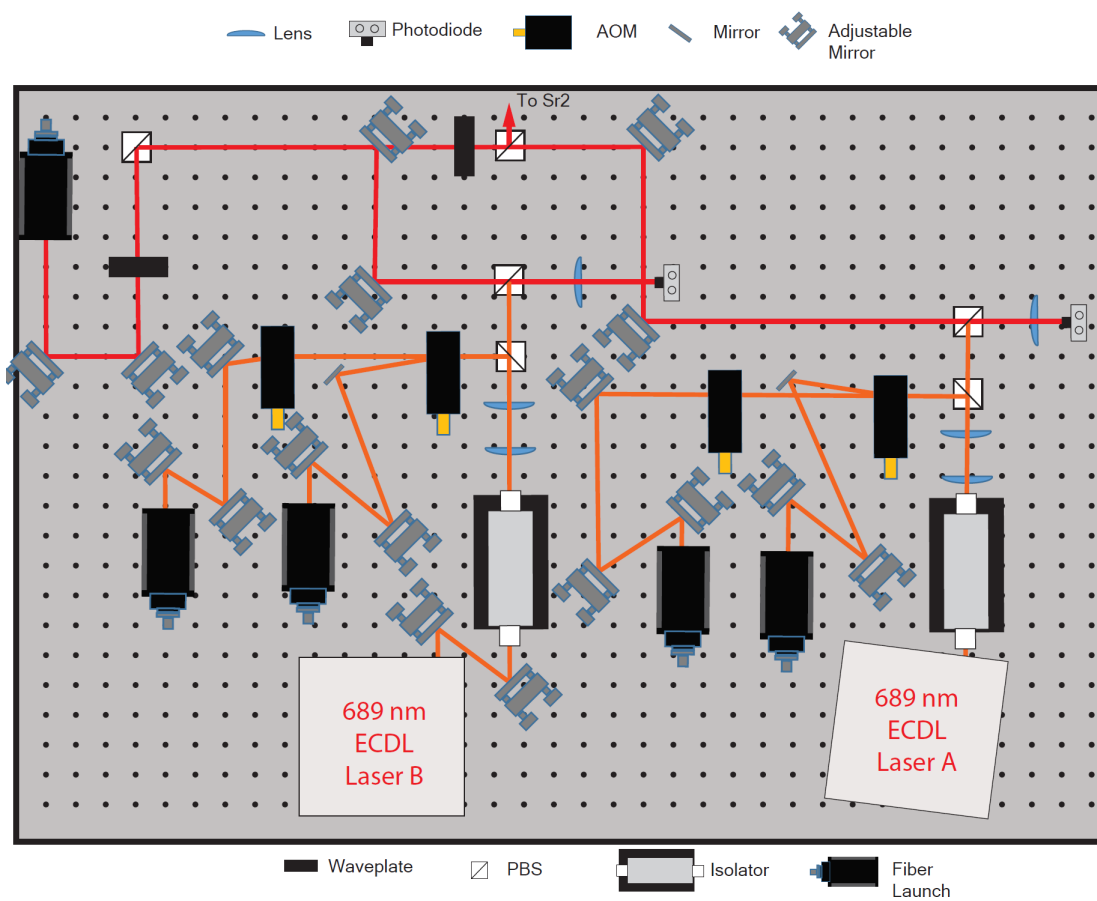 Lens
Photodiode
AOM
Mirror
Adjustable
Mirror
To Sr2
689 nm
ECDL
Laser B
689 nm
ECDL
Laser A
Waveplate
PBS
Isolator
Fiber
Launch